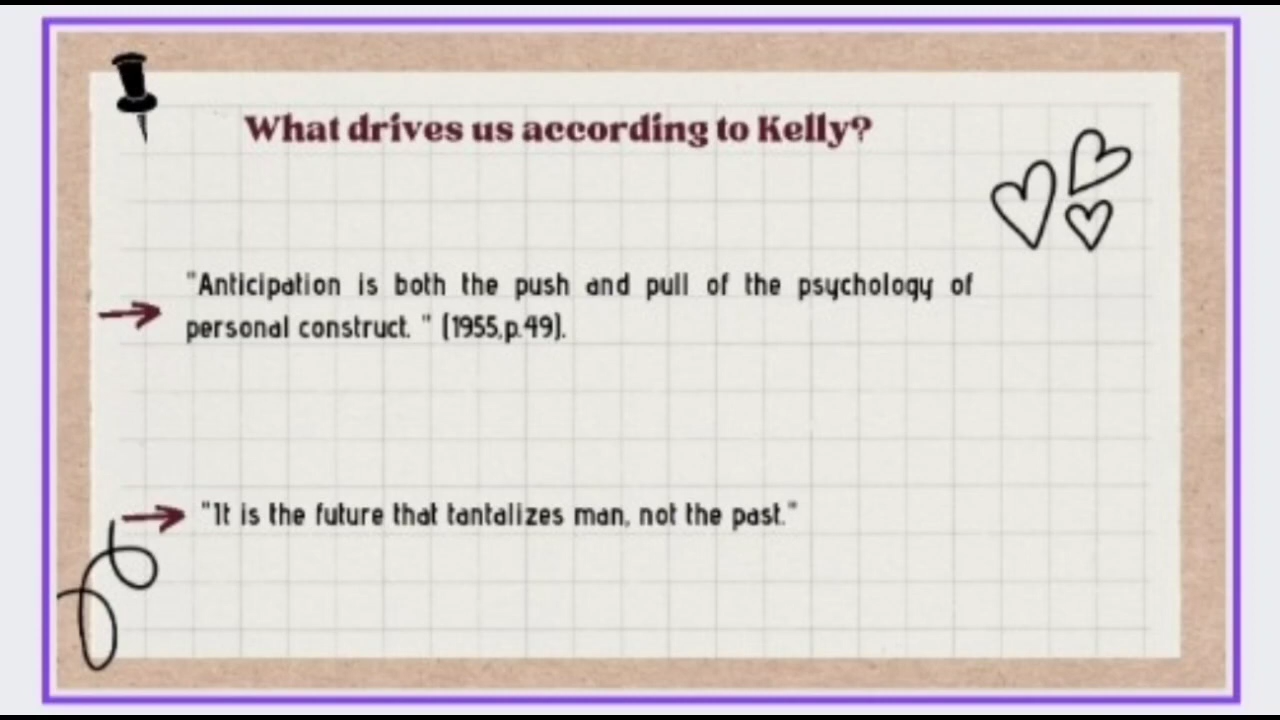 What drives us according to Kelly?
"Anticipation is both the push and pull of the psychology of
personal construct. " (1955,p.49).
"It is the future that tantalizes man, not the past."